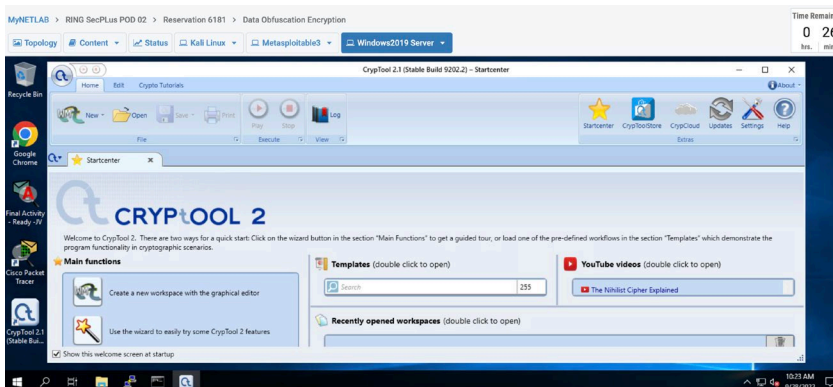 MyNETLAB > RING SecPLus POD 02 > Reservation 6181 > Data Obfuscation Encryption
Time Remain
Topology Content Status Kali Linux Metasploitable3 Windows2019 Server
0 26
hrs. min
CrypTool 2.1 (Stable Build 9202.2) – Startcenter
Home Edit Crypto Tutorials
About
New Open Save Print Play Stop Log
Startcenter CrypToolStore CrypCloud Updates Settings Help
File Execute View Extras
Startcenter
Recycle Bin
Google Chrome
Final Activity - Ready -JV
Cisco Packet Tracer
CrypTool 2.1 (Stable Bui...
CRYPTOOL 2
Welcome to CrypTool 2. There are two ways for a quick start: Click on the wizard button in the section "Main Functions" to get a guided tour, or load one of the pre-defined workflows in the section "Templates" which demonstrate the
program functionality in cryptographic scenarios.
Main functions
Create a new workspace with the graphical editor
Use the wizard to easily try some CrypTool 2 features
Templates (double click to open)
Search 255
Recently opened workspaces (double click to open)
YouTube videos (double click to open)
The Nihilist Cipher Explained
Show this welcome screen at startup
10:23 AM